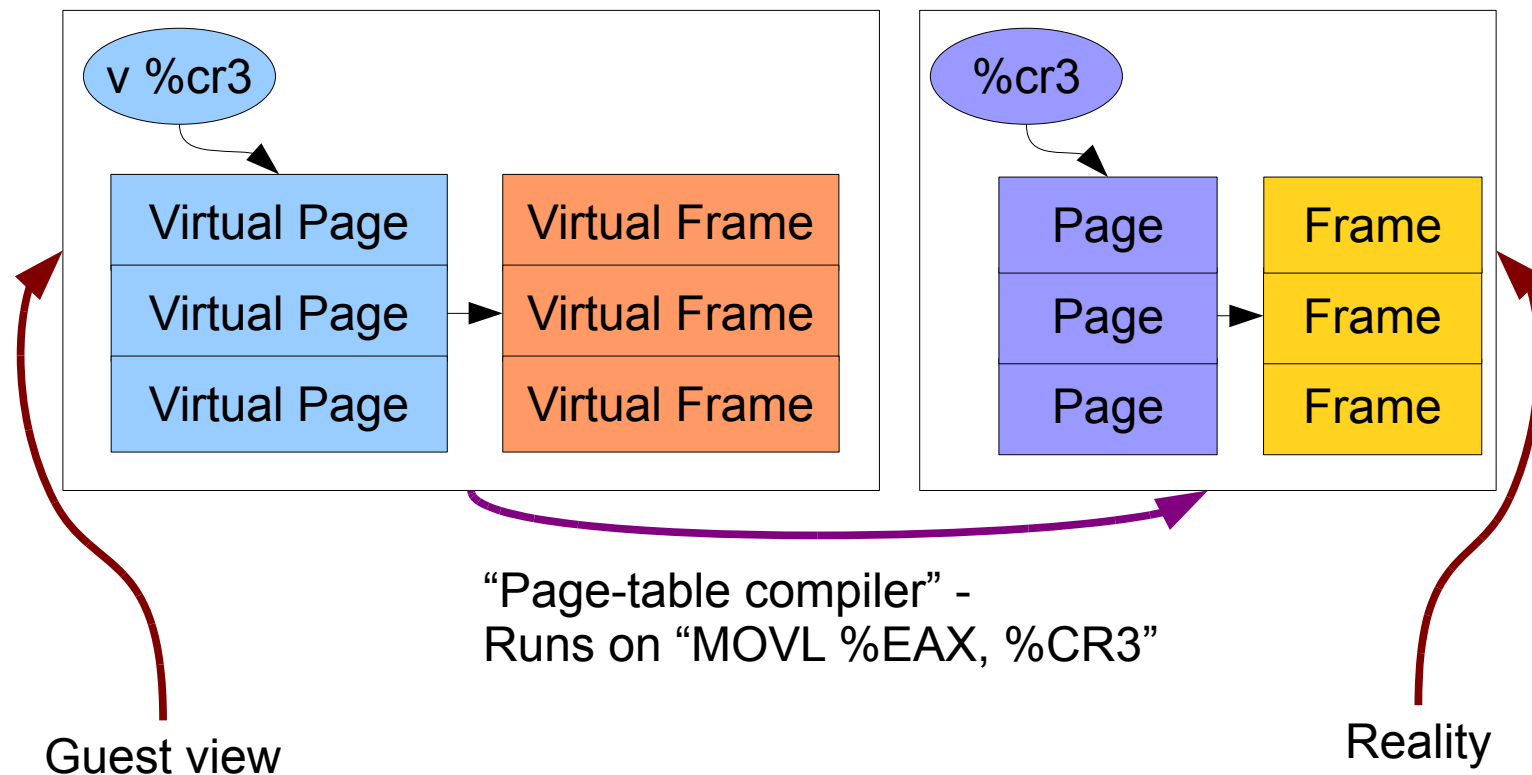 v %cr3
%cr3
Virtual Page
Virtual Frame
Page
Frame
Virtual Page
Virtual Frame
Page
Frame
Virtual Page
Virtual Frame
Page
Frame
“Page-table compiler” -
Runs on “MOVL %EAX, %CR3”
Guest view
Reality